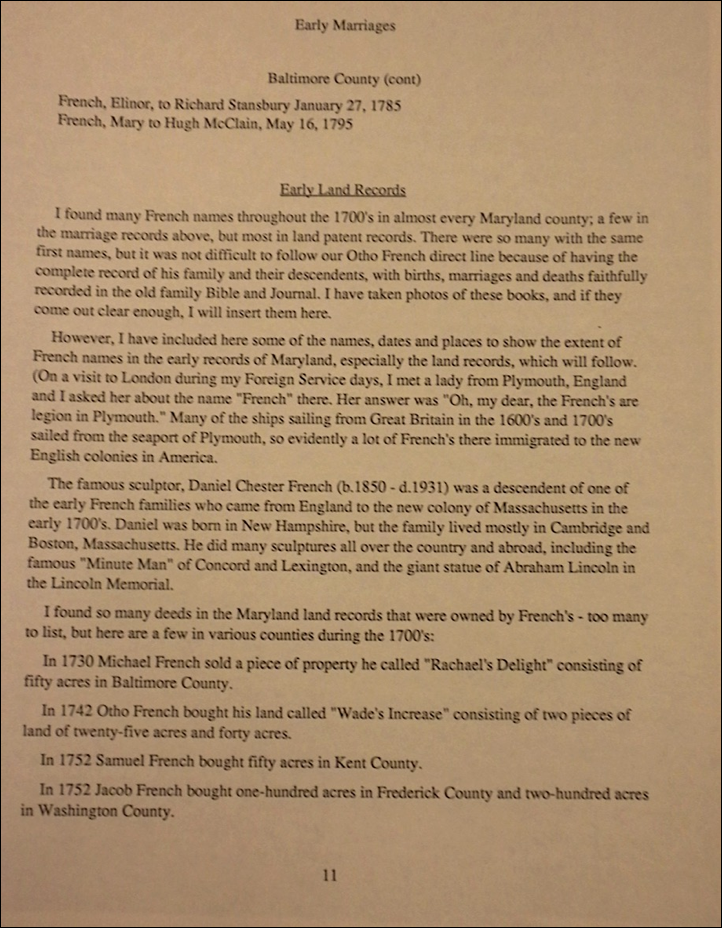 Early Marriages
Baltimore County (cont)
French, Elinor, to Richard Stansbury January 27, 1785
French, Mary to Hugh McClain, May 16, 1795
Early Land Records
I found many French names throughout the 1700's in almost every Maryland county; a few in
the marriage records above, but most in land patent records. There were so many with the same
first names, but it was not difficult to follow our Otho French direct line because of having the
complete record of his family and their descendents, with births, marriages and deaths faithfully
recorded in the old family Bible and Journal. I have taken photos of these books, and if they
come out clear enough, I will insert them here.
However, I have included here some of the names, dates and places to show the extent of
French names in the early records of Maryland, especially the land records, which will follow.
(On a visit to London during my Foreign Service days, I met a lady from Plymouth, England
and I asked her about the name "French" there. Her answer was "Oh, my dear, the French's are
legion in Plymouth." Many of the ships sailing from Great Britain in the 1600's and 1700's
sailed from the seaport of Plymouth, so evidently a lot of French's there immigrated to the new
English colonies in America.
The famous sculptor, Daniel Chester French (b.1850 - d.1931) was a descendent of one of
the early French families who came from England to the new colony of Massachusetts in the
early 1700's. Daniel was born in New Hampshire, but the family lived mostly in Cambridge and
Boston, Massachusetts. He did many sculptures all over the country and abroad, including the
famous "Minute Man" of Concord and Lexington, and the giant statue of Abraham Lincoln in
the Lincoln Memorial.
I found so many deeds in the Maryland land records that were owned by French's - too many
to list, but here are a few in various counties during the 1700's:
In 1730 Michael French sold a piece of property he called "Rachael's Delight" consisting of
fifty acres in Baltimore County.
In 1742 Otho French bought his land called "Wade's Increase" consisting of two pieces of
land of twenty-five acres and forty acres.
In 1752 Samuel French bought fifty acres in Kent County.
In 1752 Jacob French bought one-hundred acres in Frederick County and two-hundred acres
in Washington County.
11